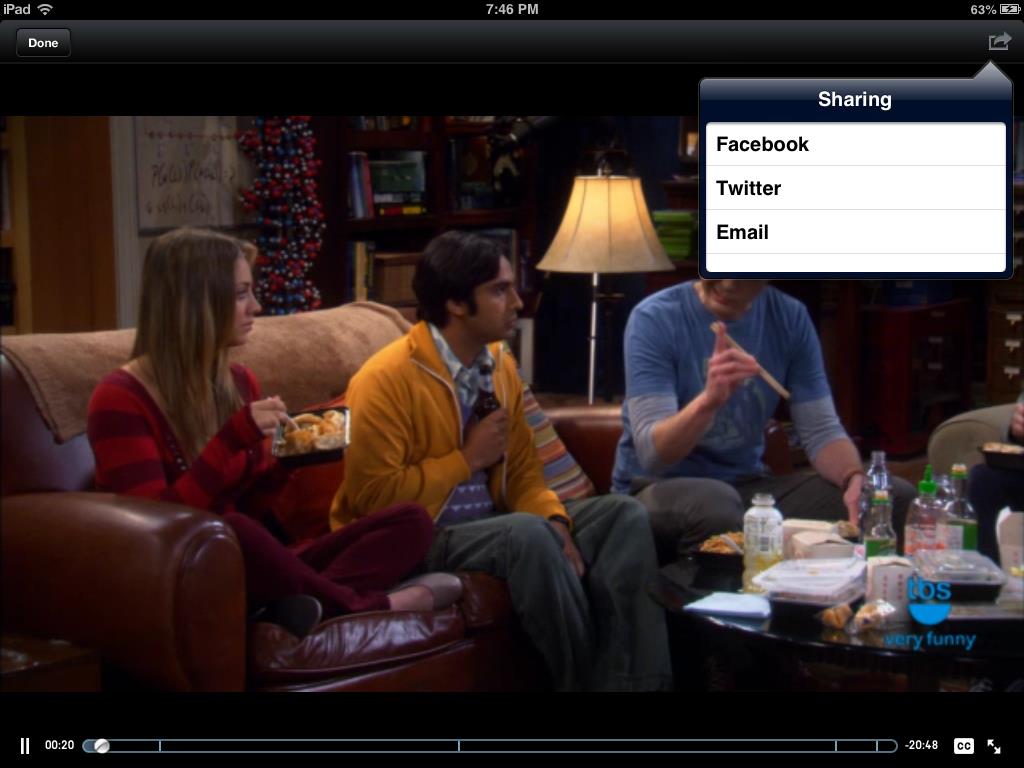 iPad 7:46 PM 63%
Done
Sharing
Facebook
Twitter
Email
tbs
very funny
00:20 -20:48 CC